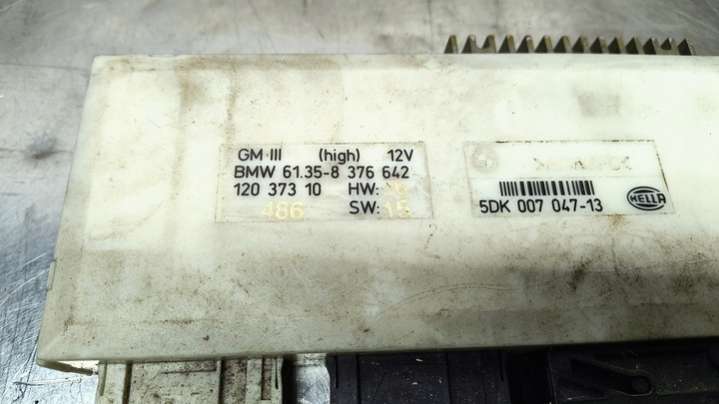 GM III (high) 12V
BMW 61.35-8 376 642
120 373 10 HW:
486 SW: 15
5DK 007 047-13
HELLA